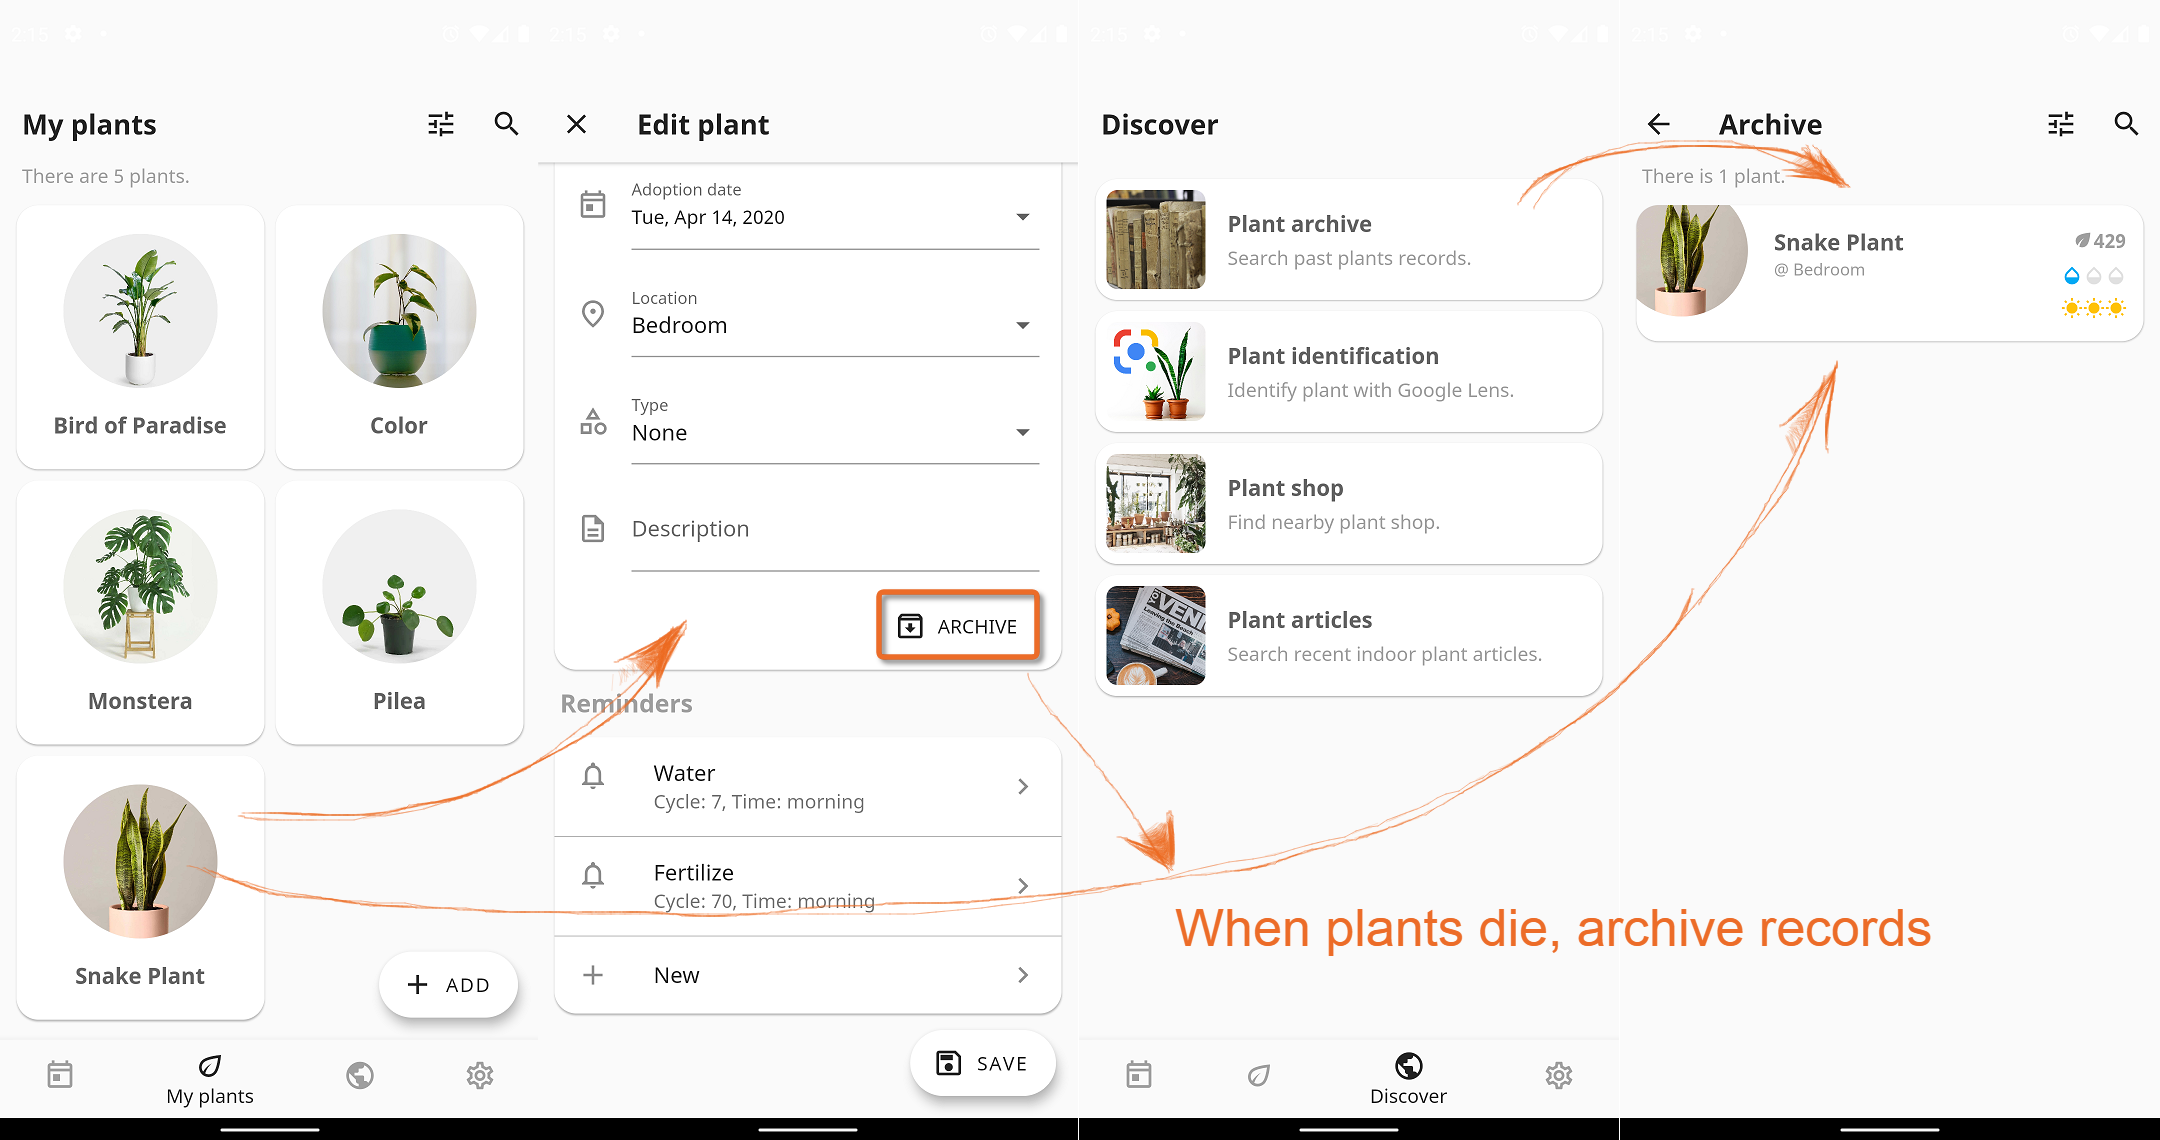 2:15
My plants
There are 5 plants.
Bird of Paradise
Color
Monstera
Pilea
Snake Plant
ADD
My plants
2:15
Edit plant
Adoption date
Tue, Apr 14, 2020
Location
Bedroom
Type
None
Description
ARCHIVE
Reminders
Water
Cycle: 7, Time: morning
Fertilize
Cycle: 70, Time: morning
New
SAVE
2:15
Discover
Plant archive
Search past plants records.
Plant identification
Identify plant with Google Lens.
Plant shop
Find nearby plant shop.
VENI
Leaving the Beach
Plant articles
Search recent indoor plant articles.
Discover
2:15
Archive
There is 1 plant.
Snake Plant
@ Bedroom
429
When plants die, archive records